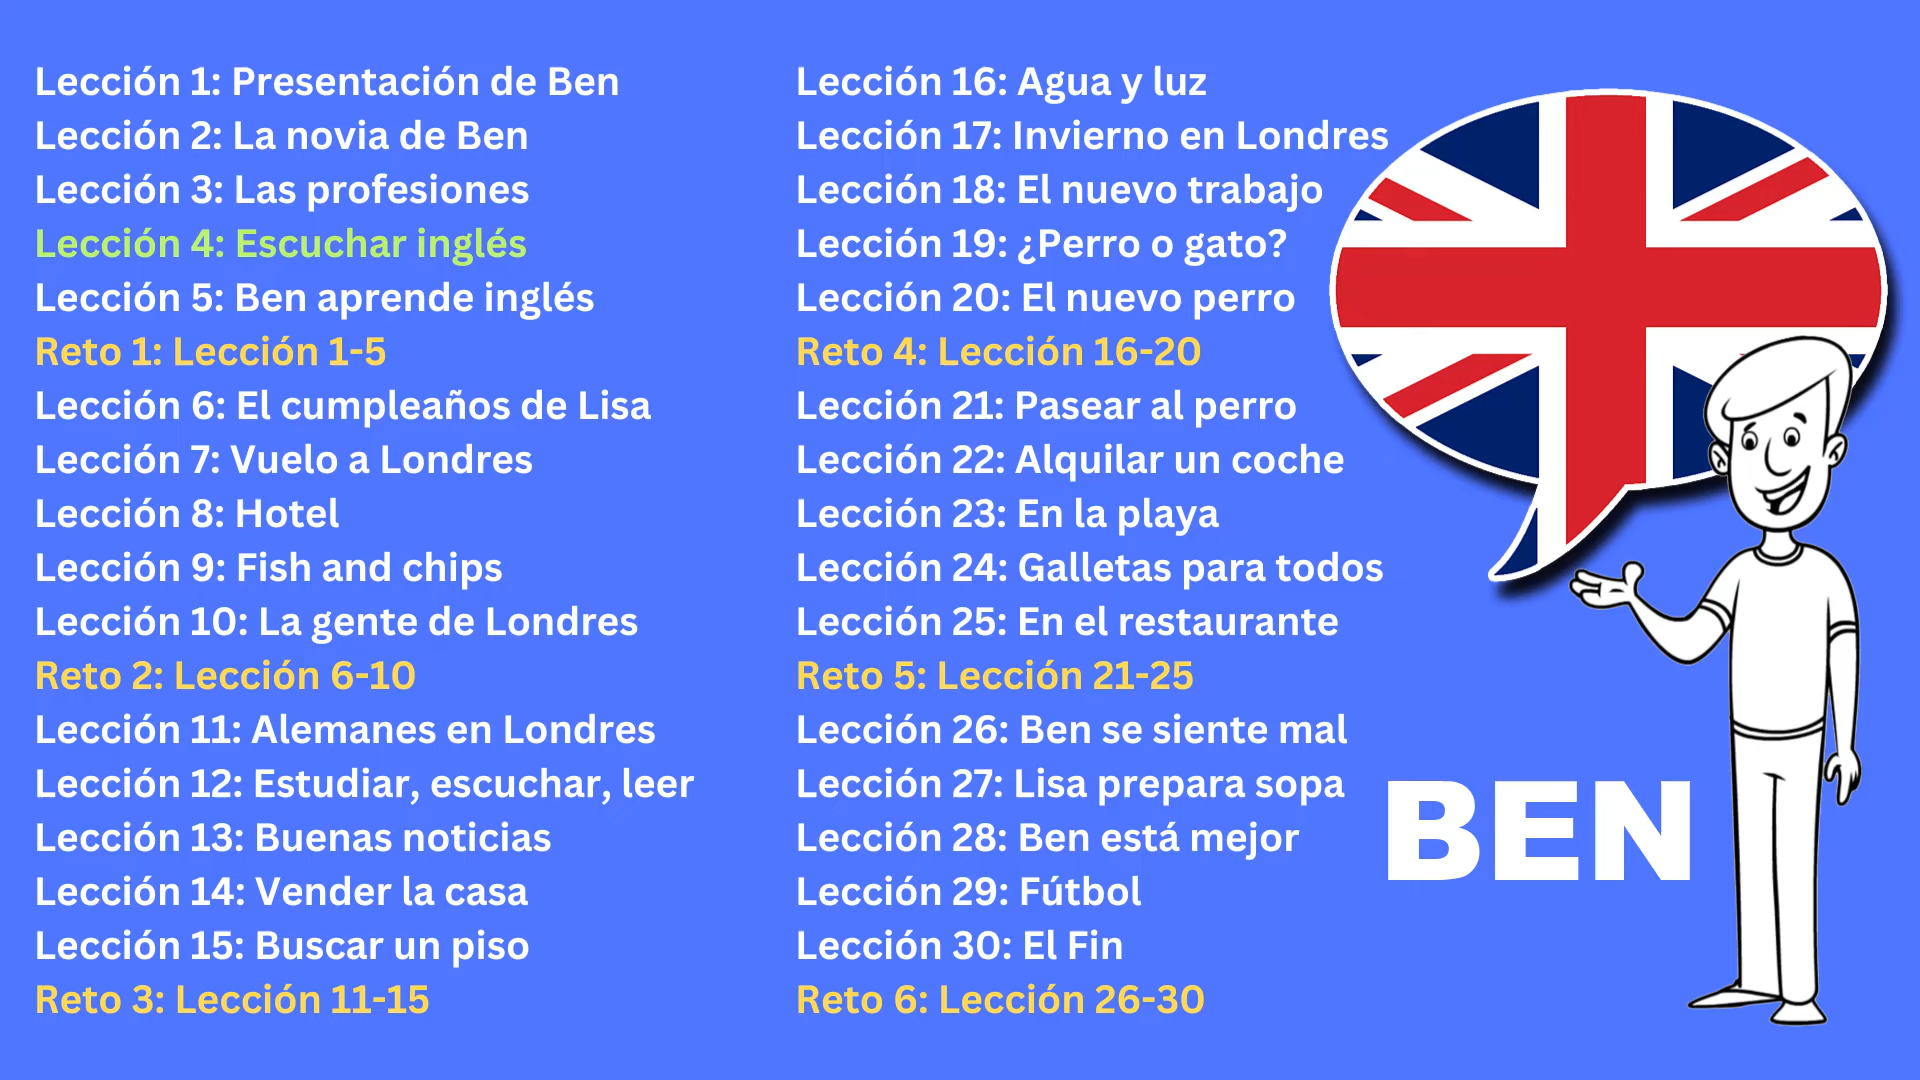 Lección 1: Presentación de Ben
Lección 2: La novia de Ben
Lección 3: Las profesiones
Lección 4: Escuchar inglés
Lección 5: Ben aprende inglés
Reto 1: Lección 1-5
Lección 6: El cumpleaños de Lisa
Lección 7: Vuelo a Londres
Lección 8: Hotel
Lección 9: Fish and chips
Lección 10: La gente de Londres
Reto 2: Lección 6-10
Lección 11: Alemanes en Londres
Lección 12: Estudiar, escuchar, leer
Lección 13: Buenas noticias
Lección 14: Vender la casa
Lección 15: Buscar un piso
Reto 3: Lección 11-15
Lección 16: Agua y luz
Lección 17: Invierno en Londres
Lección 18: El nuevo trabajo
Lección 19: ¿Perro o gato?
Lección 20: El nuevo perro
Reto 4: Lección 16-20
Lección 21: Pasear al perro
Lección 22: Alquilar un coche
Lección 23: En la playa
Lección 24: Galletas para todos
Lección 25: En el restaurante
Reto 5: Lección 21-25
Lección 26: Ben se siente mal
Lección 27: Lisa prepara sopa
Lección 28: Ben está mejor
Lección 29: Fútbol
Lección 30: El Fin
Reto 6: Lección 26-30
BEN